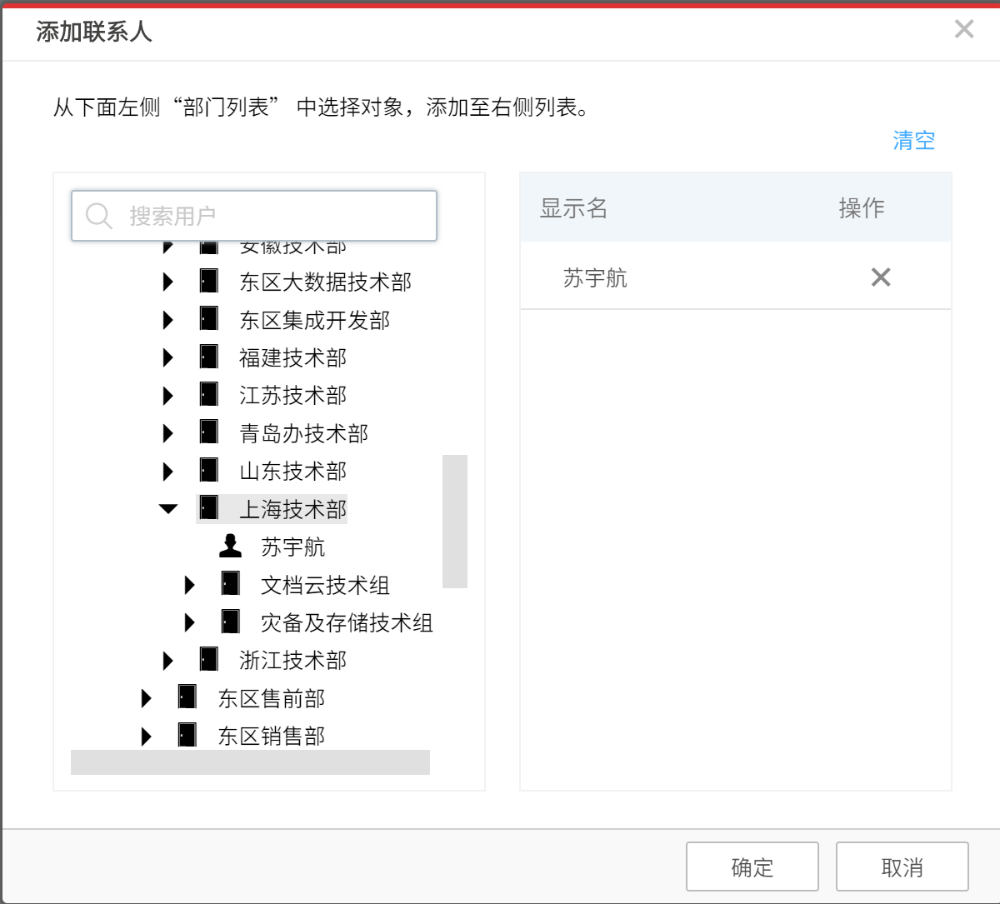 添加联系人
从下面左侧“部门列表” 中选择对象，添加至右侧列表。
清空
搜索用户
安徽技术部
东区大数据技术部
东区集成开发部
福建技术部
江苏技术部
青岛办技术部
山东技术部
上海技术部
苏宇航
文档云技术组
灾备及存储技术组
浙江技术部
东区售前部
东区销售部
显示名 操作
苏宇航
确定 取消